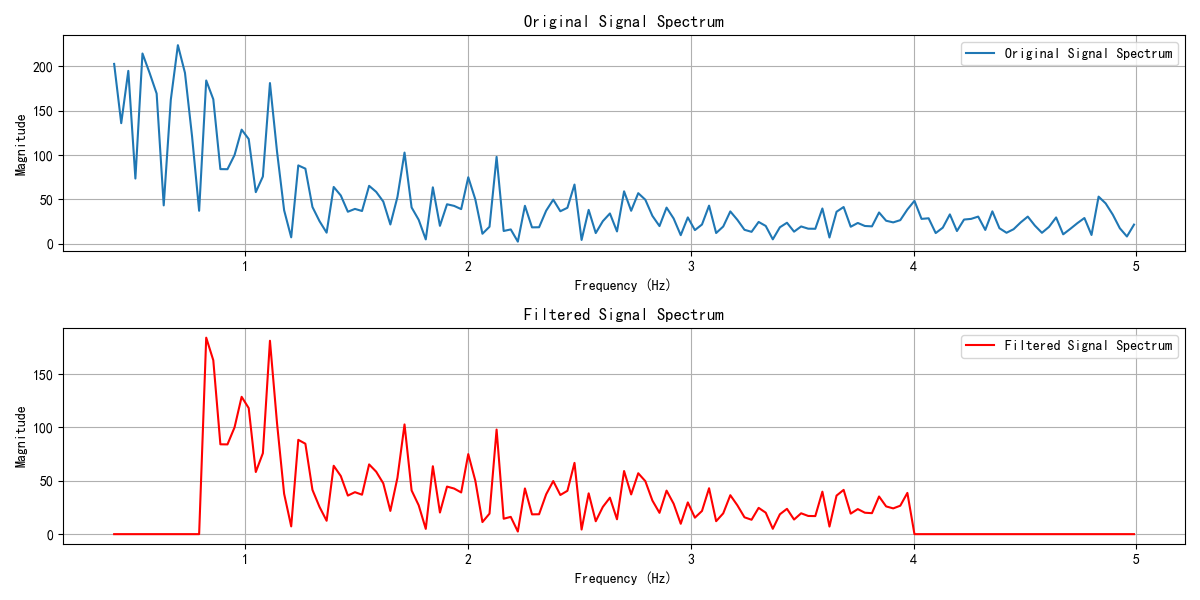 Original Signal Spectrum
Original Signal Spectrum
Magnitude
200
150
100
50
0
1 2 3 4 5
Frequency (Hz)
Filtered Signal Spectrum
Filtered Signal Spectrum
Magnitude
150
100
50
0
1 2 3 4 5
Frequency (Hz)